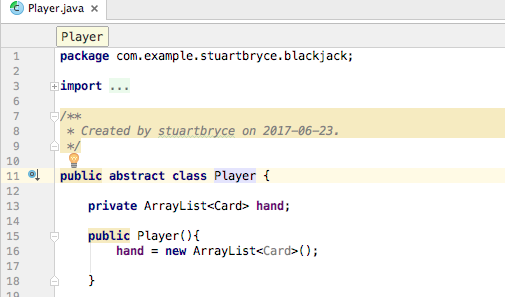 Player.java
Player
1 package com.example.stuartbryce.blackjack;
2
3 import ...
6
7 /**
8 * Created by stuartbryce on 2017-06-23.
9 */
10
11 public abstract class Player {
12
13 private ArrayList<Card> hand;
14
15 public Player(){
16 hand = new ArrayList<Card>();
17
18 }
19